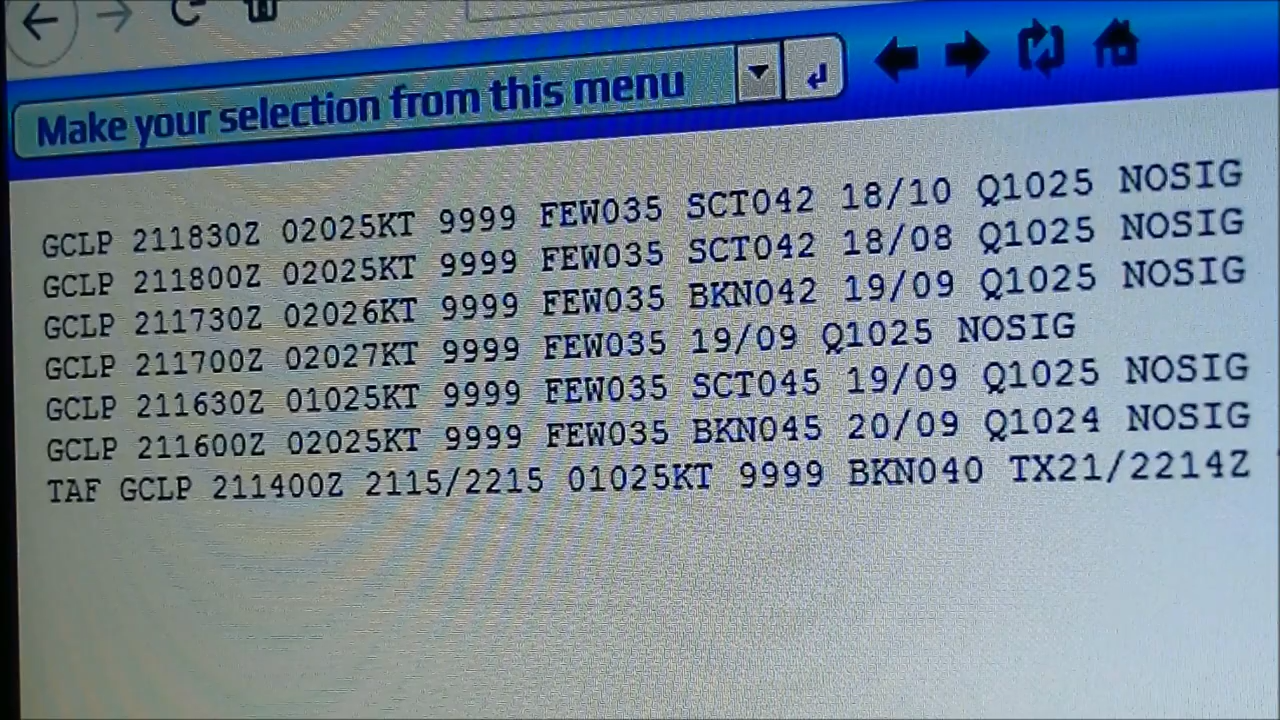 Make your selection from this menu
GCLP 211830Z 02025KT 9999 FEW035 SCT042 18/10 Q1025 NOSIG
GCLP 211800Z 02025KT 9999 FEW035 SCT042 18/08 Q1025 NOSIG
GCLP 211730Z 02026KT 9999 FEW035 BKN042 19/09 Q1025 NOSIG
GCLP 211700Z 02027KT 9999 FEW035 19/09 Q1025 NOSIG
GCLP 211630Z 01025KT 9999 FEW035 SCT045 19/09 Q1025 NOSIG
GCLP 211600Z 02025KT 9999 FEW035 BKN045 20/09 Q1024 NOSIG
TAF GCLP 211400Z 2115/2215 01025KT 9999 BKN040 TX21/2214Z